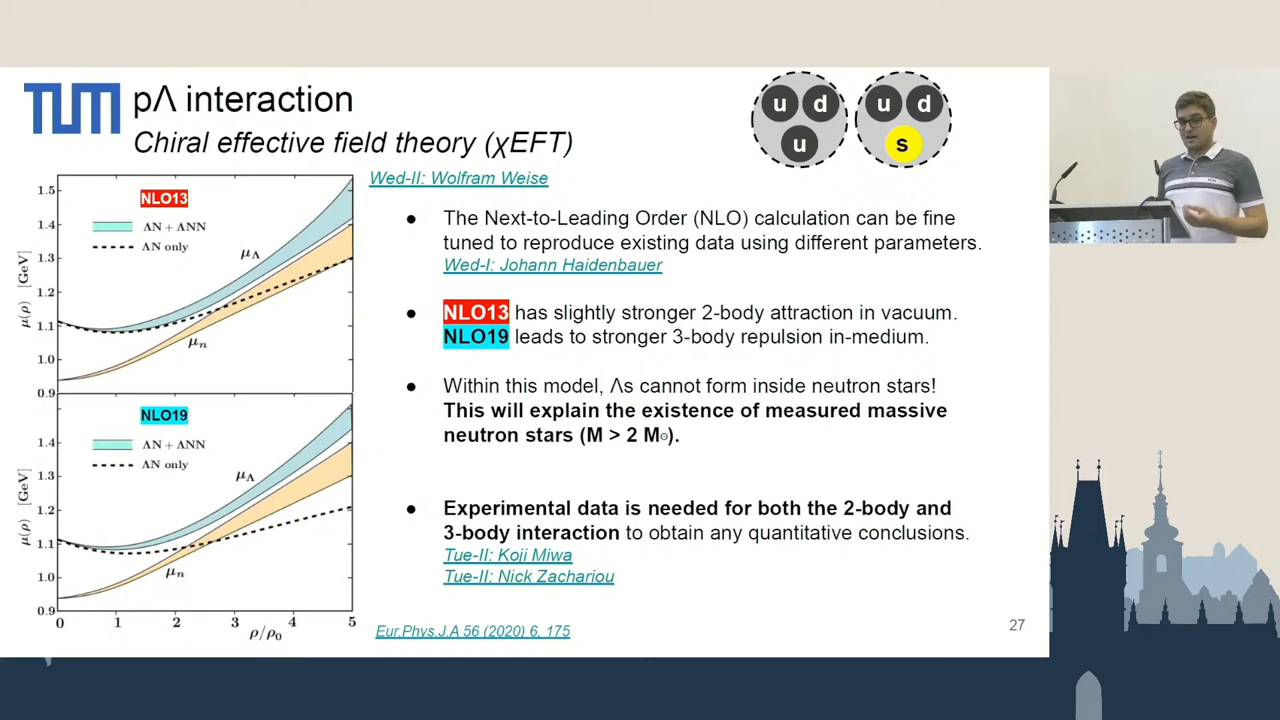 TUM
pΛ interaction
Chiral effective field theory (χEFT)
u d
u
u d
s
Wed-II: Wolfram Weise
The Next-to-Leading Order (NLO) calculation can be fine
tuned to reproduce existing data using different parameters.
Wed-I: Johann Haidenbauer
NLO13 has slightly stronger 2-body attraction in vacuum.
NLO19 leads to stronger 3-body repulsion in-medium.
Within this model, Λs cannot form inside neutron stars!
This will explain the existence of measured massive
neutron stars (M > 2 M⊙).
Experimental data is needed for both the 2-body and
3-body interaction to obtain any quantitative conclusions.
Tue-II: Koji Miwa
Tue-II: Nick Zachariou
Eur.Phys.J.A 56 (2020) 6, 175
27
NLO13
ΛN + ΛNN
ΛN only
μΛ
μn
μ(ρ) [GeV]
1.5
1.4
1.3
1.2
1.1
1.0
0.9
NLO19
ΛN + ΛNN
ΛN only
μΛ
μn
μ(ρ) [GeV]
1.4
1.3
1.2
1.1
1.0
0.9
0 1 2 3 4 5
ρ/ρ0